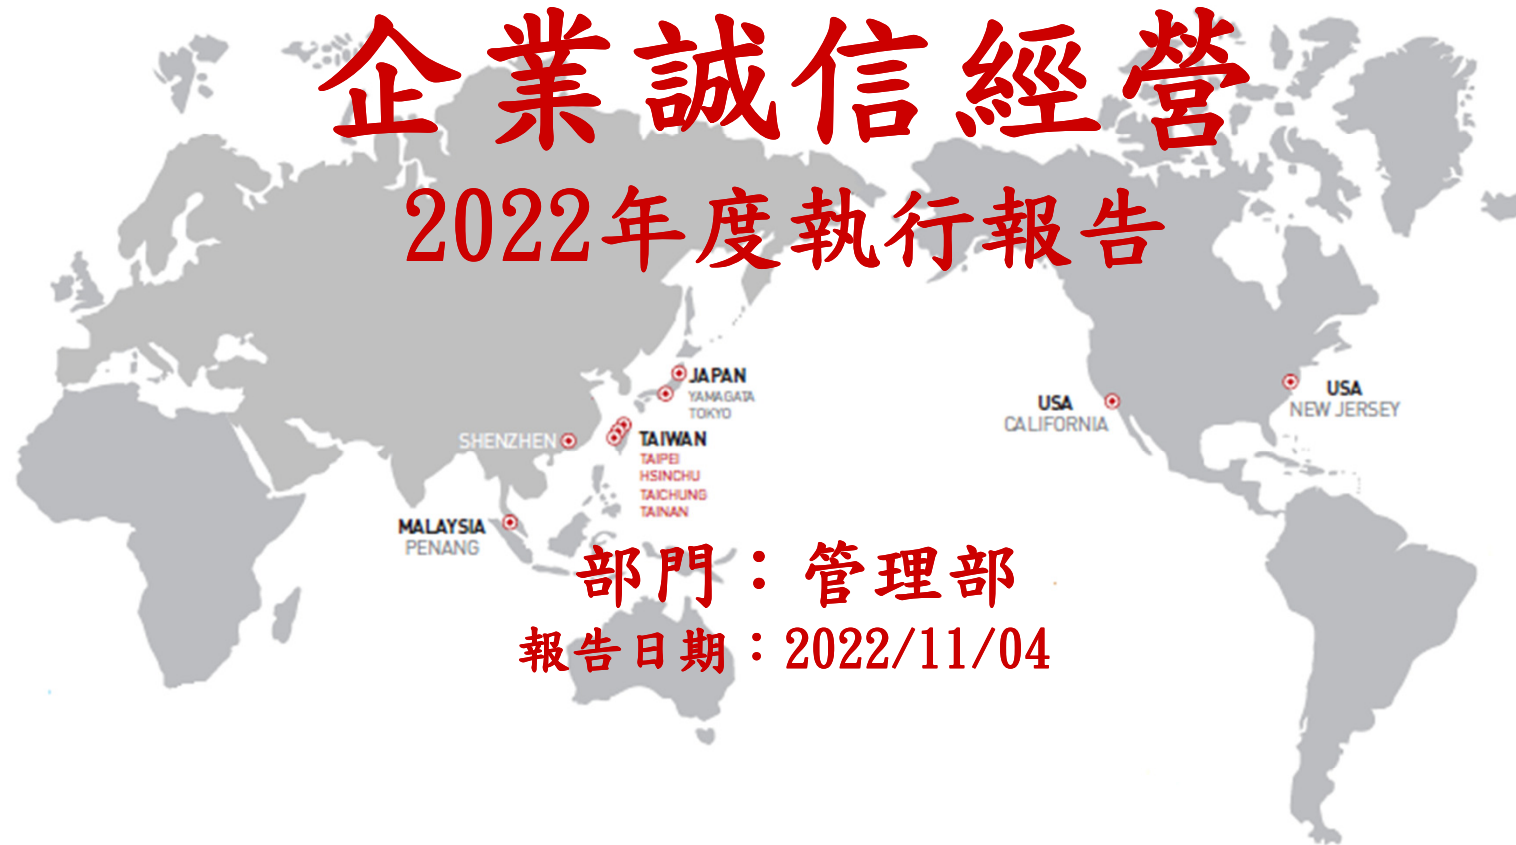 企業誠信經營
2022年度執行報告
JAPAN
YAMAGATA
TOKYO
USA
NEW JERSEY
USA
CALIFORNIA
SHENZHEN
TAIWAN
TAIPEI
HSINCHU
TAICHUNG
TAINAN
MALAYSIA
PENANG
部門：管理部
報告日期：2022/11/04